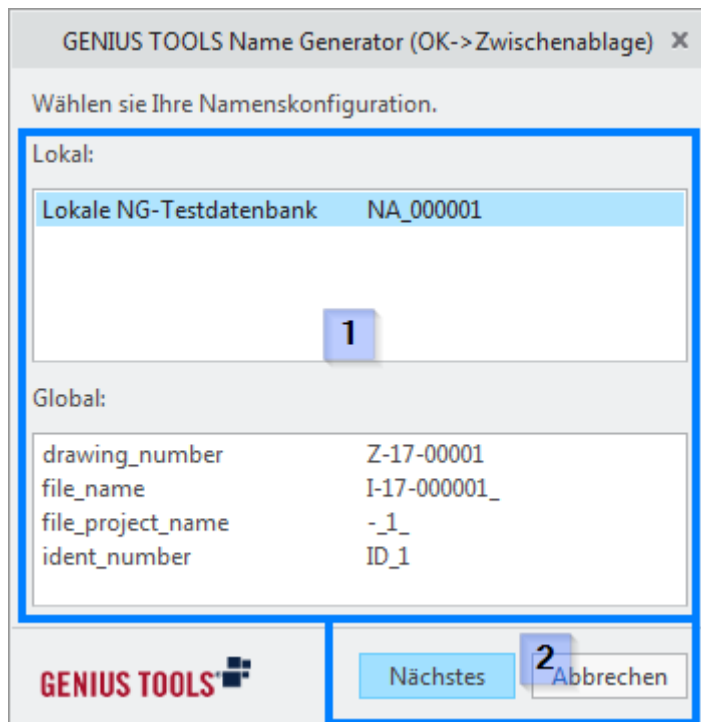 GENIUS TOOLS Name Generator (OK->Zwischenablage) ×
Wählen sie Ihre Namenskonfiguration.
Lokal:
Lokale NG-Testdatenbank NA_000001
1
Global:
drawing_number Z-17-00001
file_name I-17-000001_
file_project_name -_1_
ident_number ID_1
GENIUS TOOLS Nächstes 2 Abbrechen